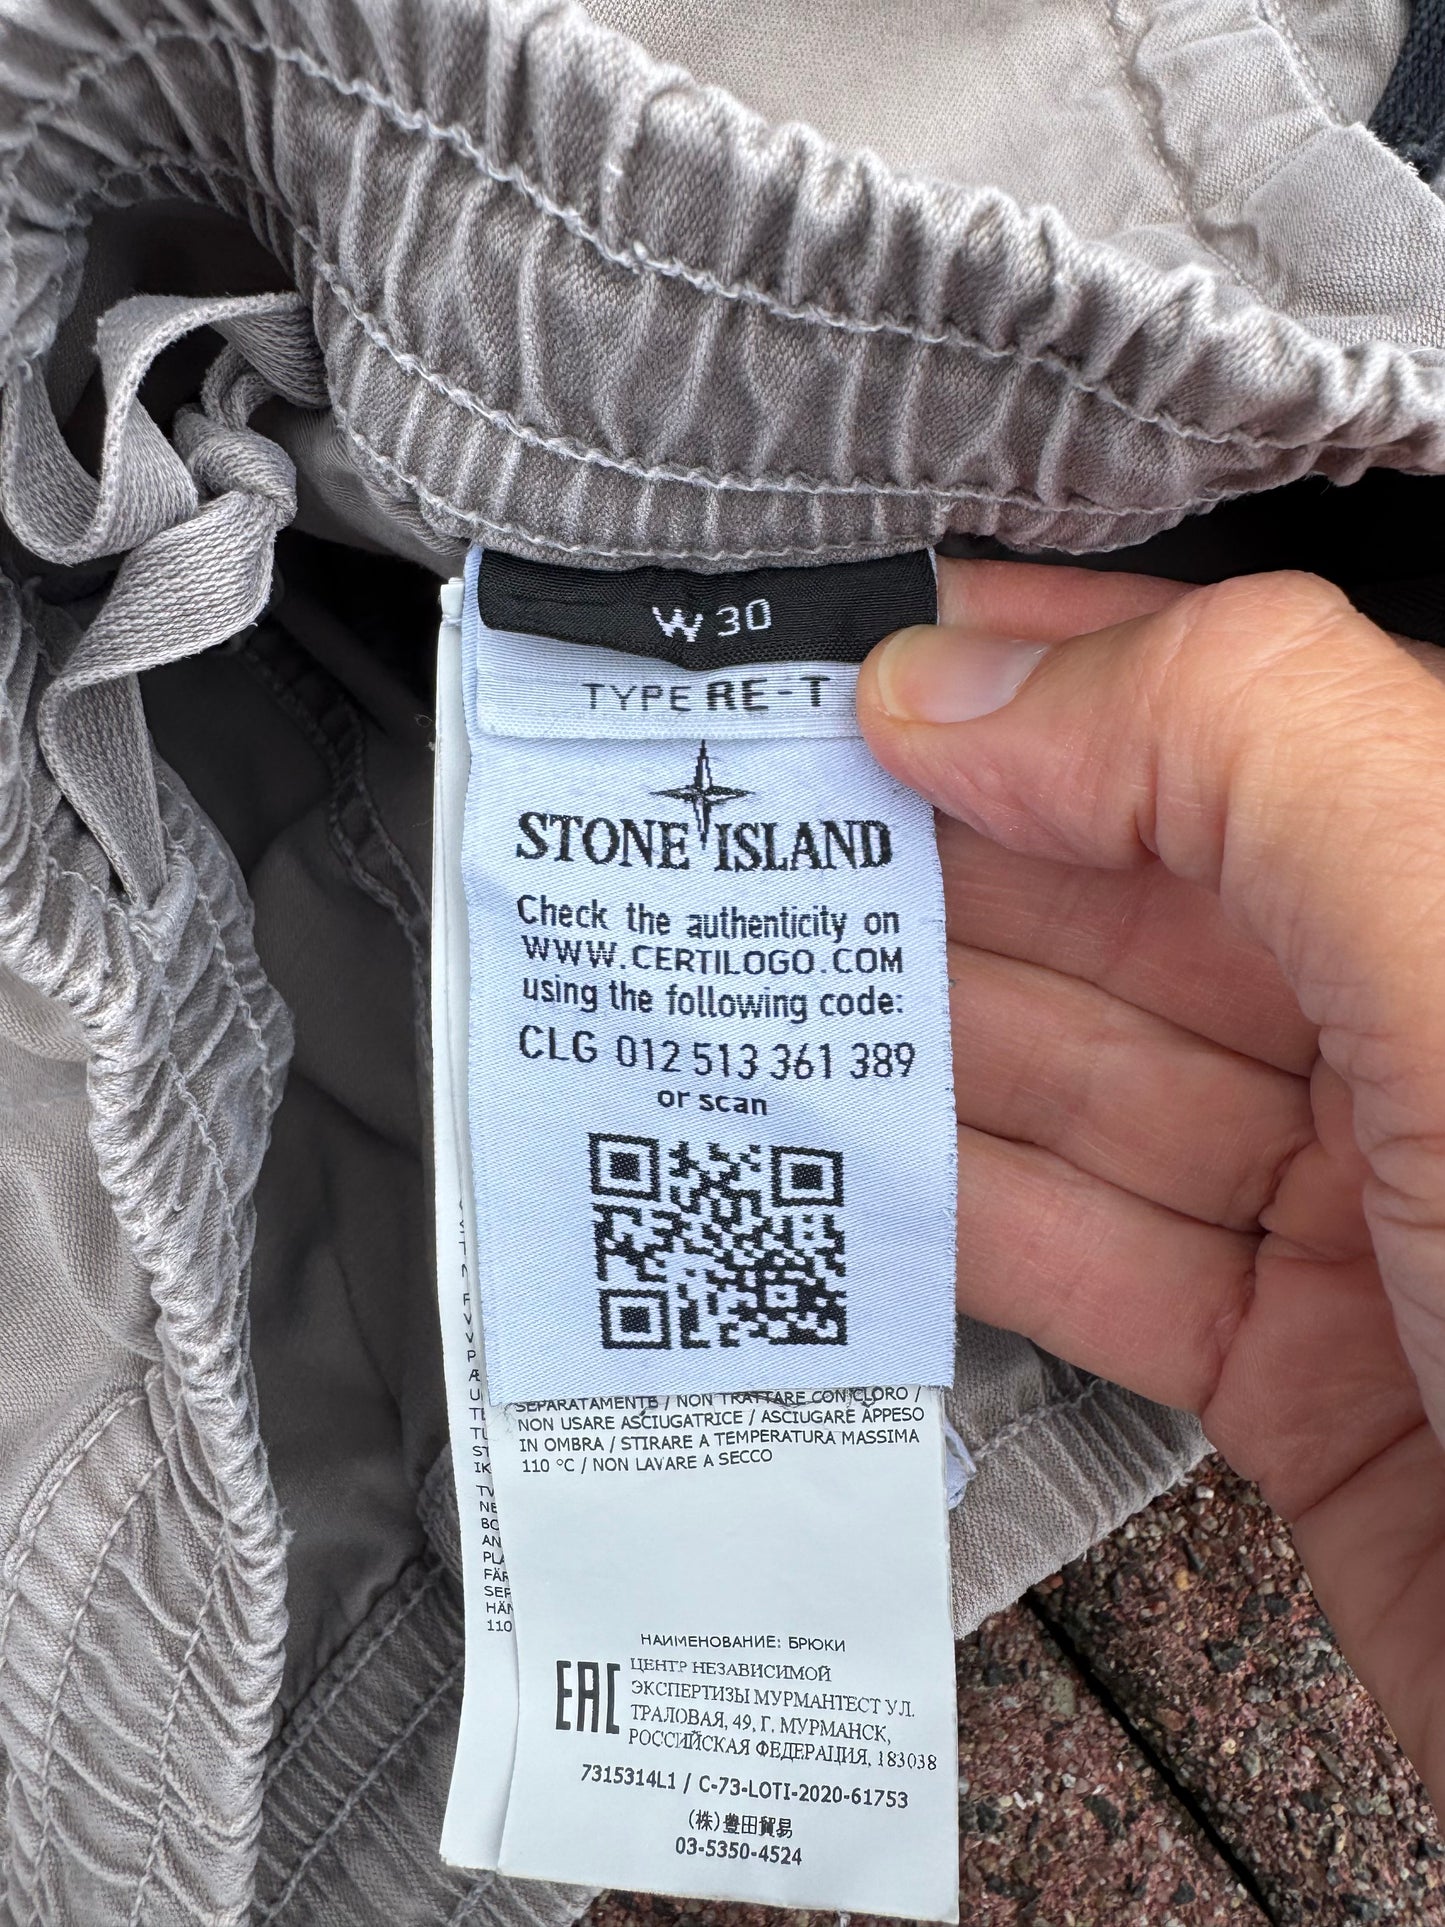 W 30
TYPE RE-T
STONE ISLAND
Check the authenticity on
WWW.CERTILOGO.COM
using the following code:
CLG 012 513 361 389
or scan
SEPARATAMENTE / NON TRATTARE CON CLORO /
NON USARE ASCIUGATRICE / ASCIUGARE APPESO
IN OMBRA / STIRARE A TEMPERATURA MASSIMA
110 °C / NON LAVARE A SECCO
НАИМЕНОВАНИЕ: БРЮКИ
EAC
ЦЕНТР НЕЗАВИСИМОЙ
ЭКСПЕРТИЗЫ МУРМАНТЕСТ УЛ.
ТРАЛОВАЯ, 49, Г. МУРМАНСК,
РОССИЙСКАЯ ФЕДЕРАЦИЯ, 183038
7315314L1 / C-73-LOTI-2020-61753
(株)豊田貿易
03-5350-4524